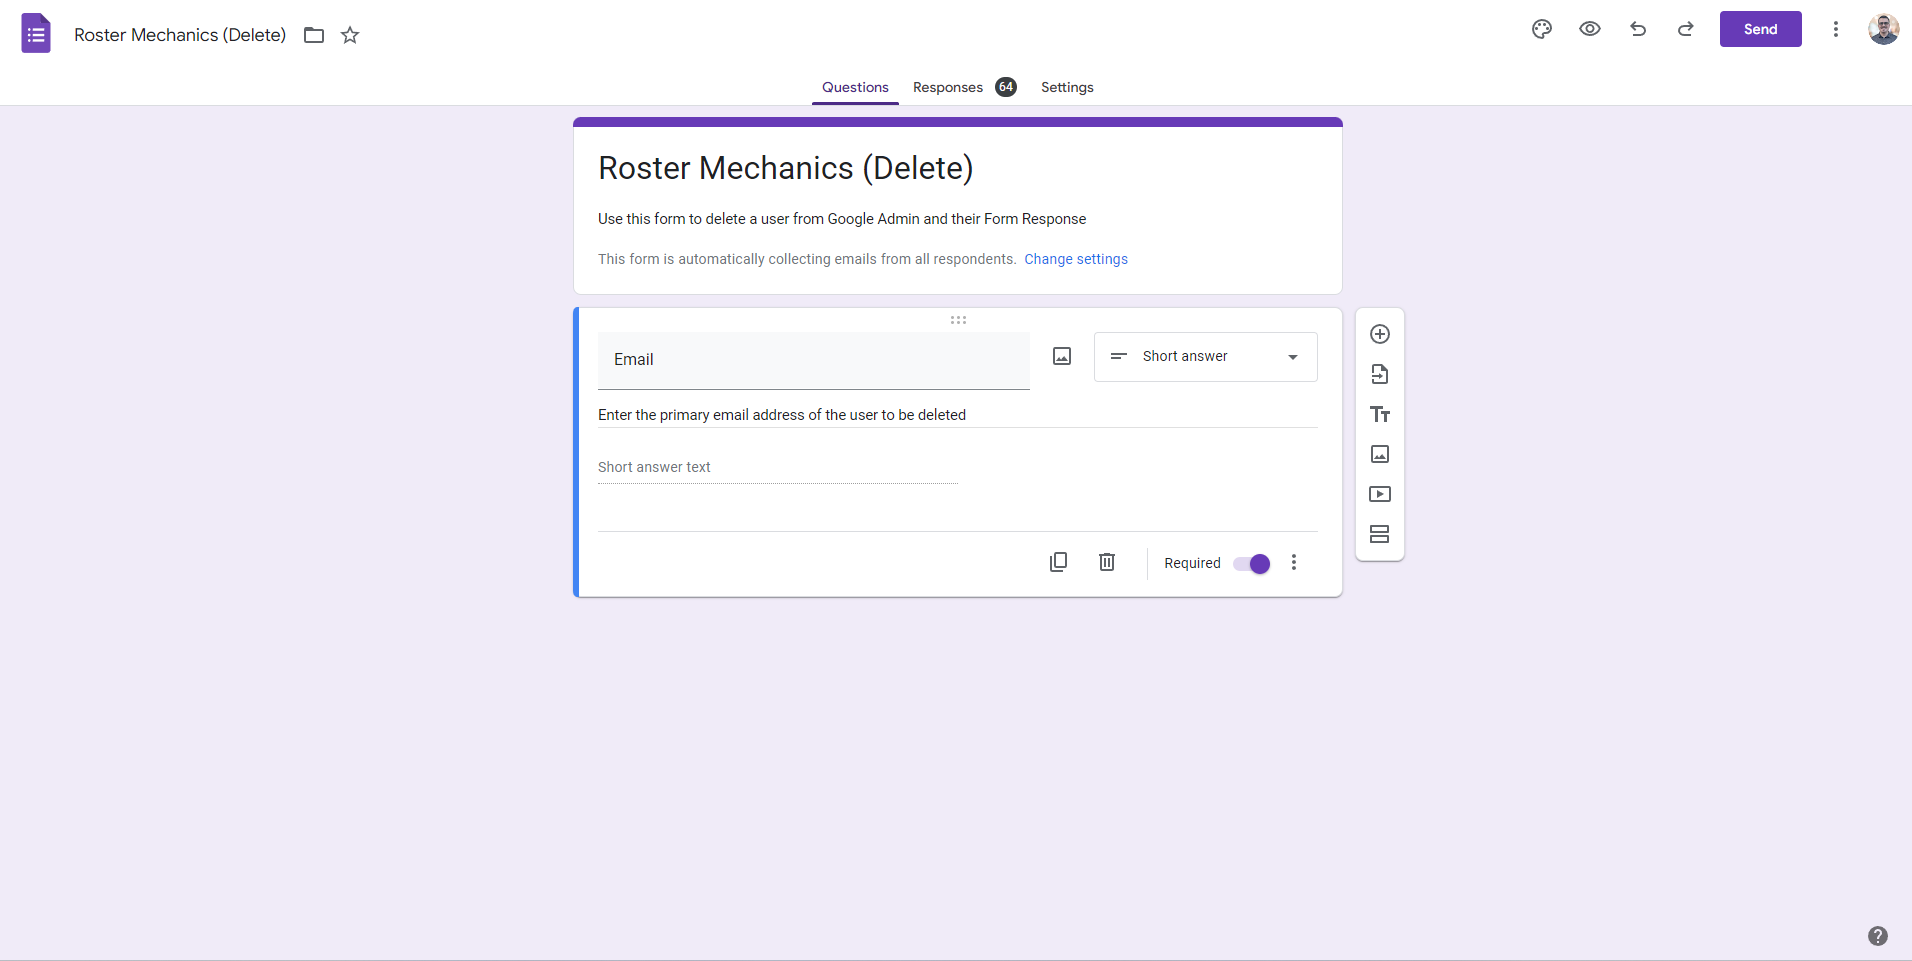 Roster Mechanics (Delete)
Send
Questions
Responses 64
Settings
Roster Mechanics (Delete)
Use this form to delete a user from Google Admin and their Form Response
This form is automatically collecting emails from all respondents. Change settings
Email
Short answer
Enter the primary email address of the user to be deleted
Short answer text
Required